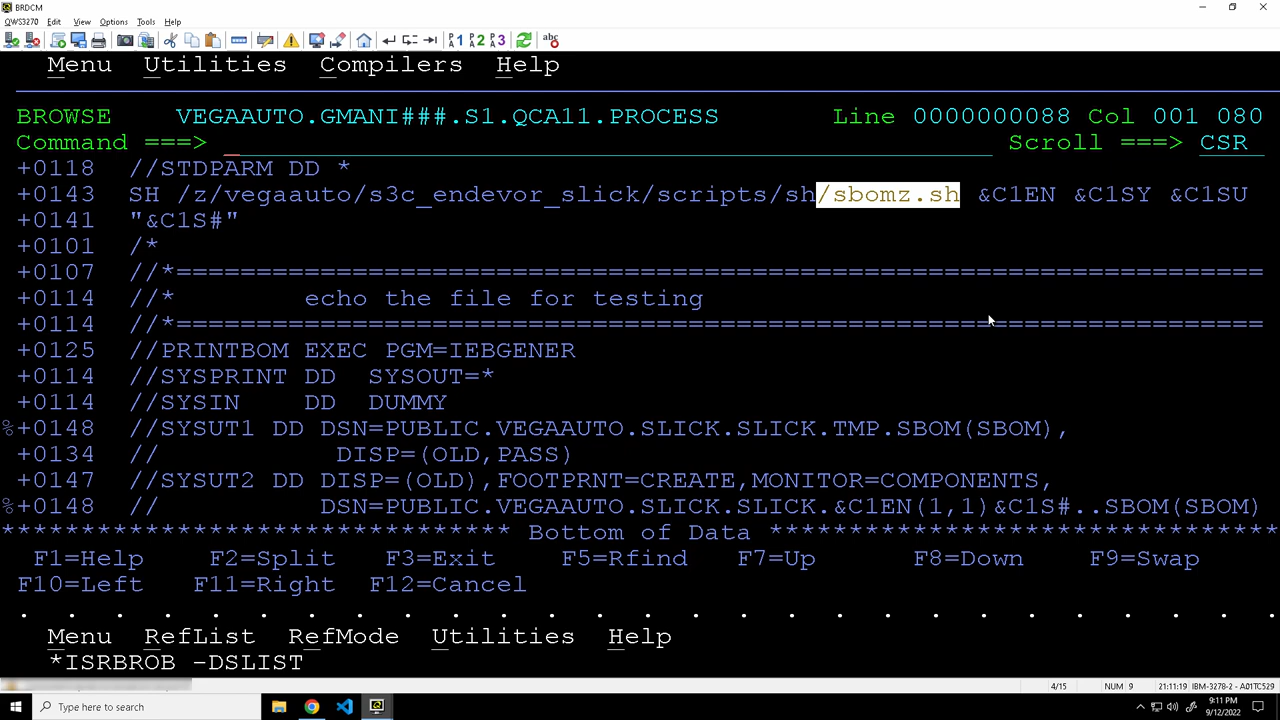 BRDCM
QWS3270 Edit View Options Tools Help
P1 P2 P3 abc
Menu Utilities Compilers Help
BROWSE VEGAAUTO.GMANI###.S1.QCA11.PROCESS Line 0000000088 Col 001 080
Command ===> Scroll ===> CSR
+0118 //STDPARM DD *
+0143 SH /z/vegaauto/s3c_endevor_slick/scripts/sh/sbomz.sh &C1EN &C1SY &C1SU
+0141 "&C1S#"
+0101 /*
+0107 //*====================================================================
+0114 //* echo the file for testing
+0114 //*====================================================================
+0125 //PRINTBOM EXEC PGM=IEBGENER
+0114 //SYSPRINT DD SYSOUT=*
+0114 //SYSIN DD DUMMY
%+0148 //SYSUT1 DD DSN=PUBLIC.VEGAAUTO.SLICK.SLICK.TMP.SBOM(SBOM),
+0134 // DISP=(OLD,PASS)
+0147 //SYSUT2 DD DISP=(OLD),FOOTPRNT=CREATE,MONITOR=COMPONENTS,
%+0148 // DSN=PUBLIC.VEGAAUTO.SLICK.SLICK.&C1EN(1,1)&C1S#..SBOM(SBOM)
******************************** Bottom of Data ********************************
F1=Help F2=Split F3=Exit F5=Rfind F7=Up F8=Down F9=Swap
F10=Left F11=Right F12=Cancel
. . . . . . . . . . . . . . . . . . . . . . . . . . .
Menu RefList RefMode Utilities Help
*ISRBROB -DSLIST
4/15 NUM 9 21:11:19 IBM-3278-2 - A01TC529
Type here to search
9:11 PM
9/12/2022